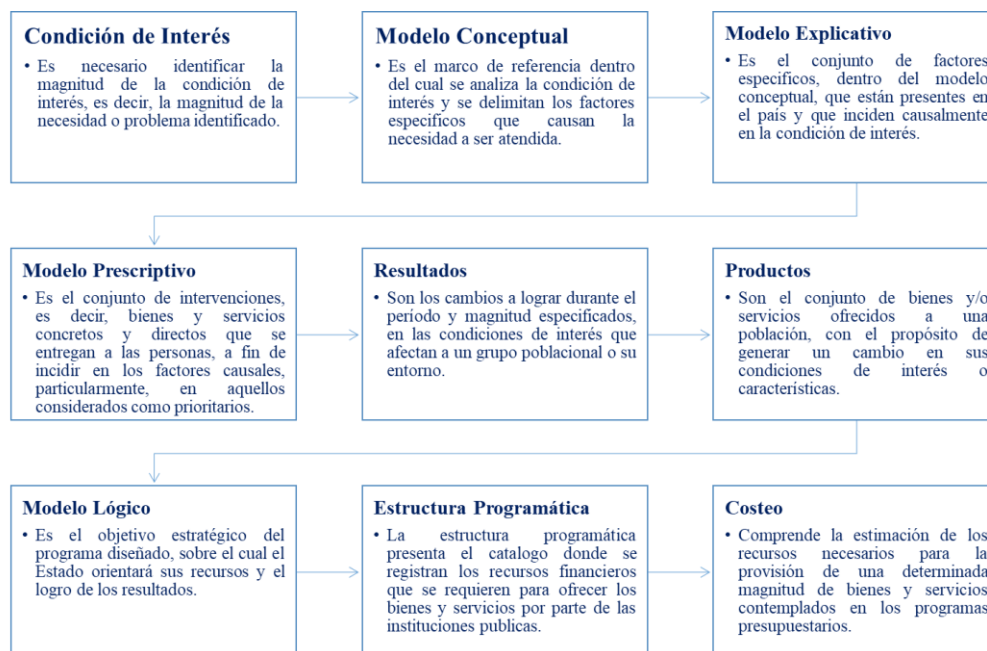 Condición de Interés
• Es necesario identificar la
magnitud de la condición de
interés, es decir, la magnitud de la
necesidad o problema identificado.
Modelo Conceptual
• Es el marco de referencia dentro
del cual se analiza la condición de
interés y se delimitan los factores
especificos que causan la
necesidad a ser atendida.
Modelo Explicativo
• Es el conjunto de factores
especificos, dentro del modelo
conceptual, que están presentes en
el país y que inciden causalmente
en la condición de interés.
Modelo Prescriptivo
• Es el conjunto de intervenciones,
es decir, bienes y servicios
concretos y directos que se
entregan a las personas, a fin de
incidir en los factores causales,
particularmente, en aquellos
considerados como prioritarios.
Resultados
• Son los cambios a lograr durante el
período y magnitud especificados,
en las condiciones de interés que
afectan a un grupo poblacional o su
entorno.
Productos
• Son el conjunto de bienes y/o
servicios ofrecidos a una
población, con el propósito de
generar un cambio en sus
condiciones de interés o
características.
Modelo Lógico
• Es el objetivo estratégico del
programa diseñado, sobre el cual el
Estado orientará sus recursos y el
logro de los resultados.
Estructura Programática
• La estructura programática
presenta el catalogo donde se
registran los recursos financieros
que se requieren para ofrecer los
bienes y servicios por parte de las
instituciones publicas.
Costeo
• Comprende la estimación de los
recursos necesarios para la
provisión de una determinada
magnitud de bienes y servicios
contemplados en los programas
presupuestarios.